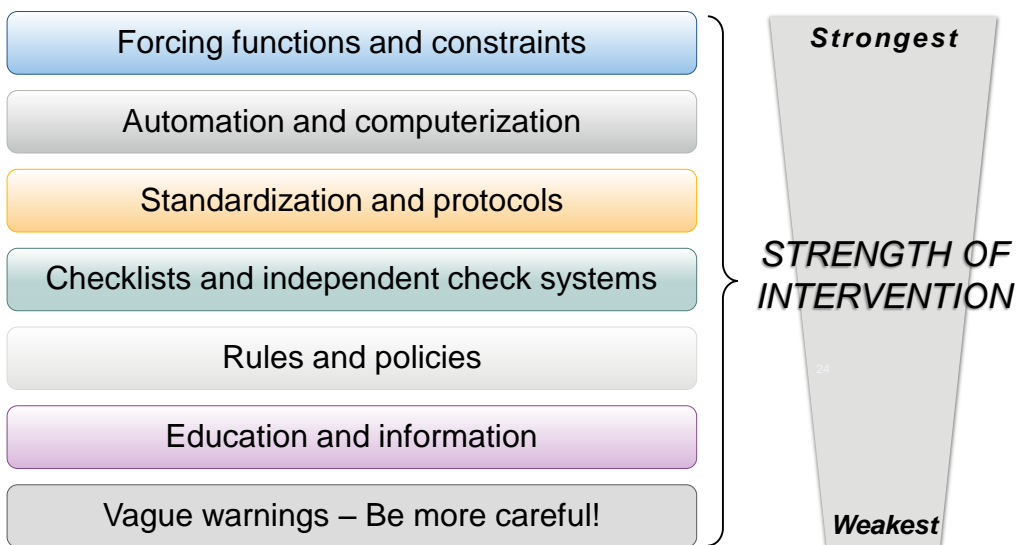 Forcing functions and constraints
Automation and computerization
Standardization and protocols
Checklists and independent check systems
Rules and policies
Education and information
Vague warnings – Be more careful!
Strongest
STRENGTH OF
INTERVENTION
24
Weakest